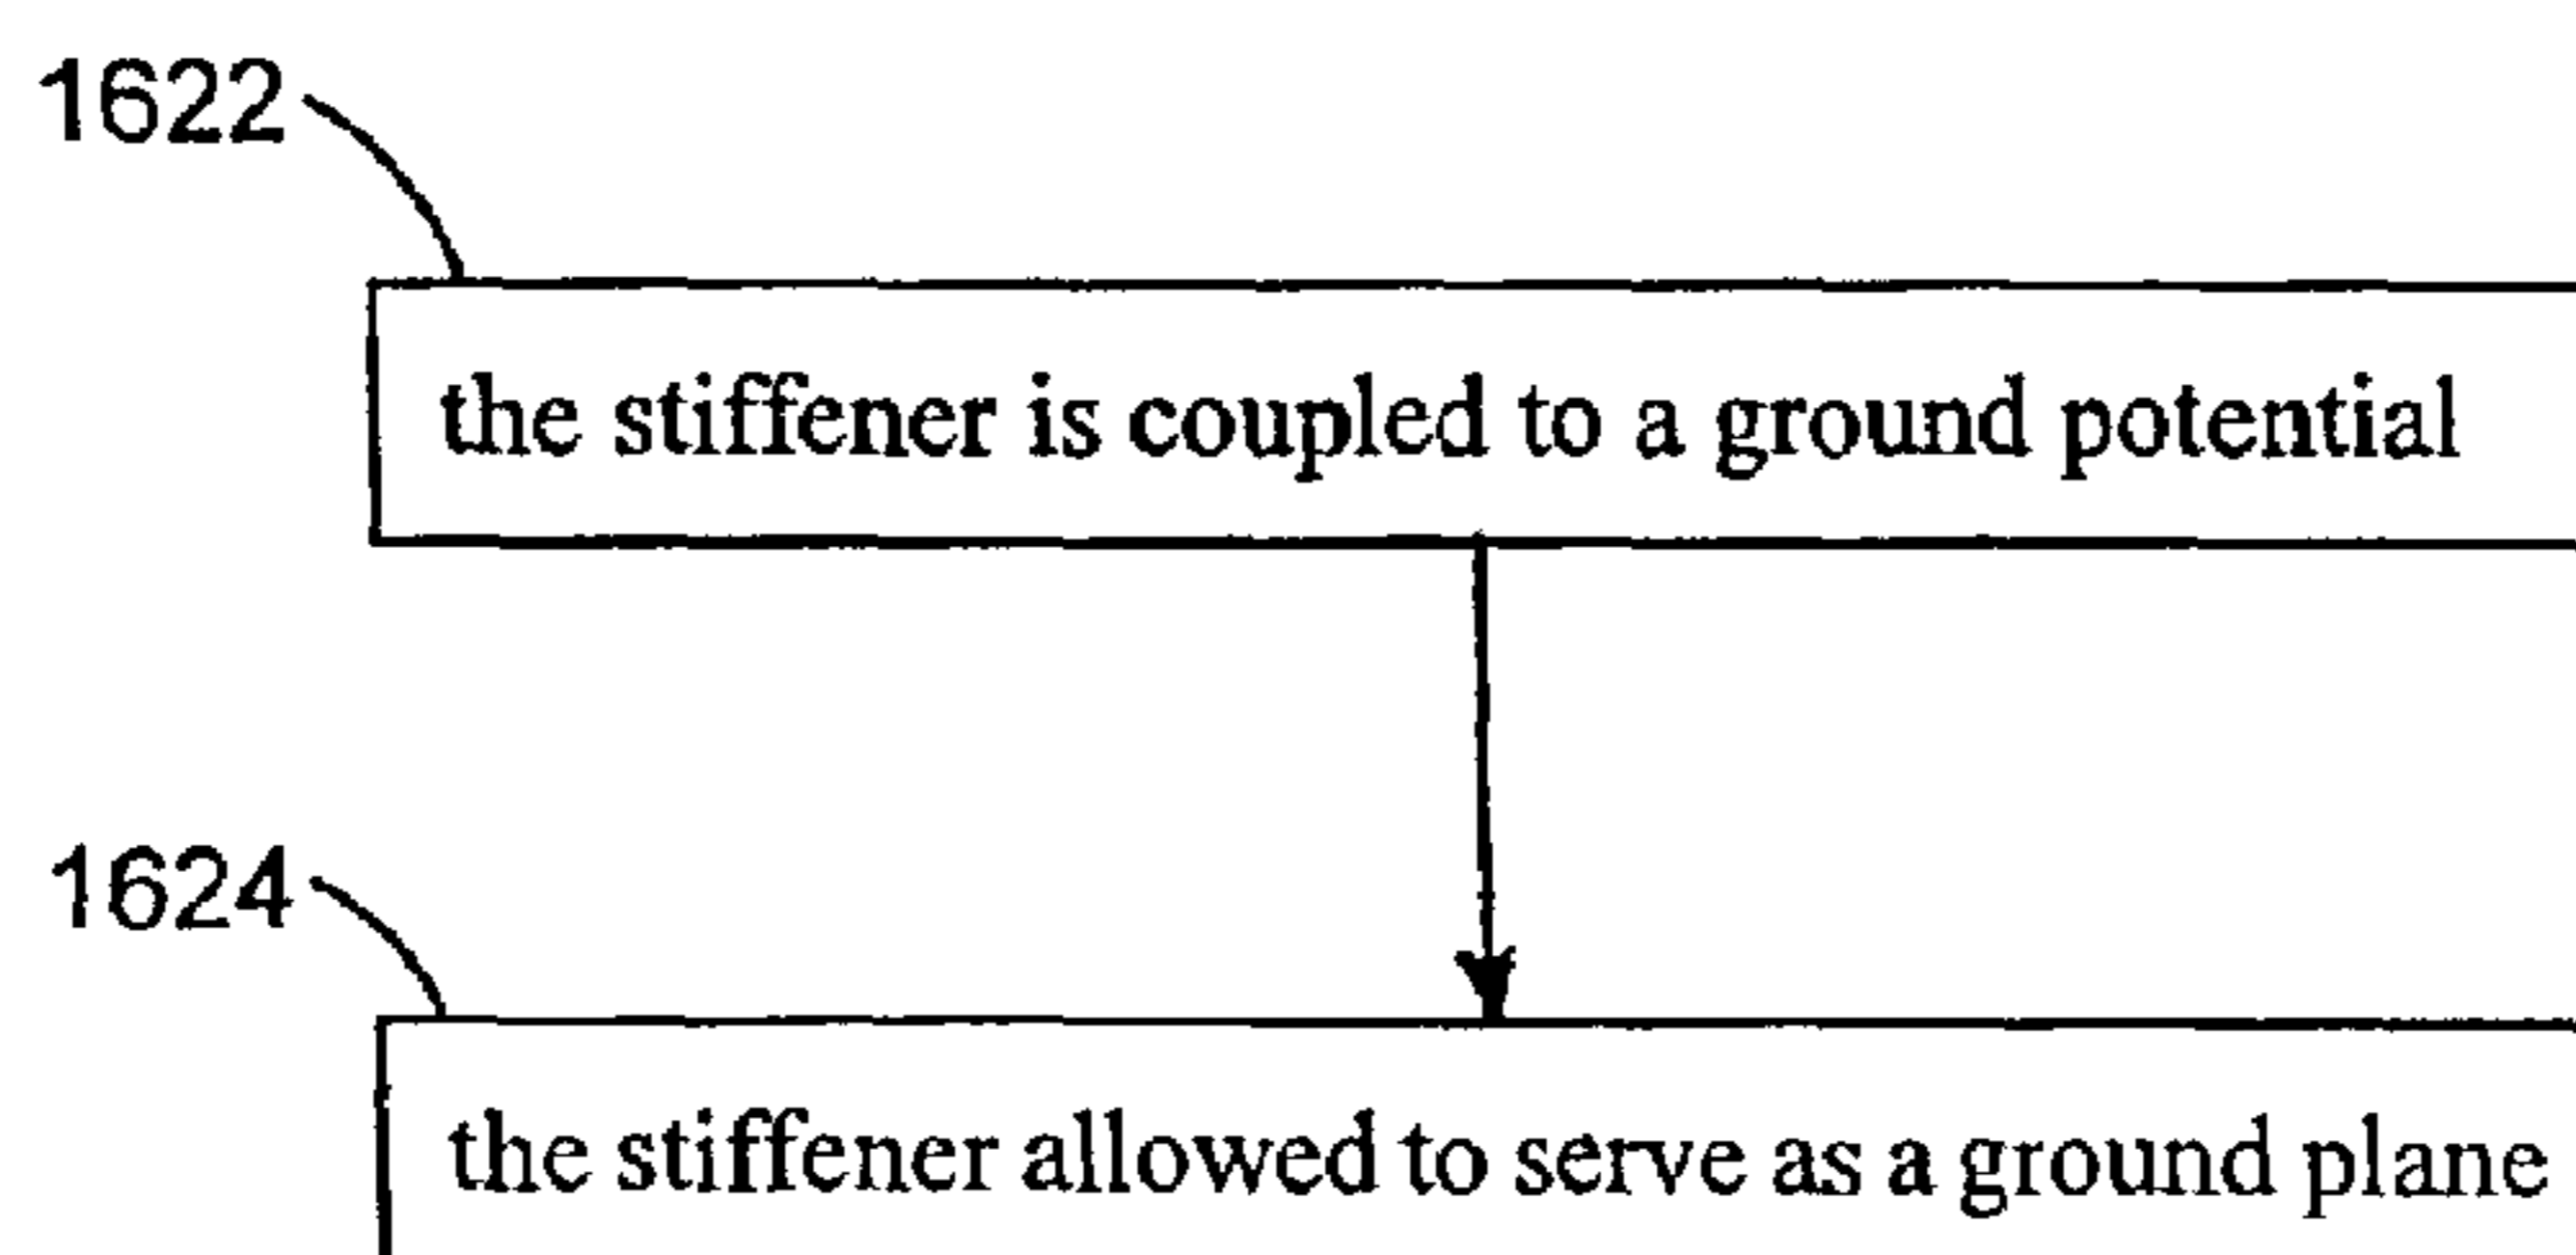 1622
the stiffener is coupled to a ground potential
1624
the stiffener allowed to serve as a ground plane